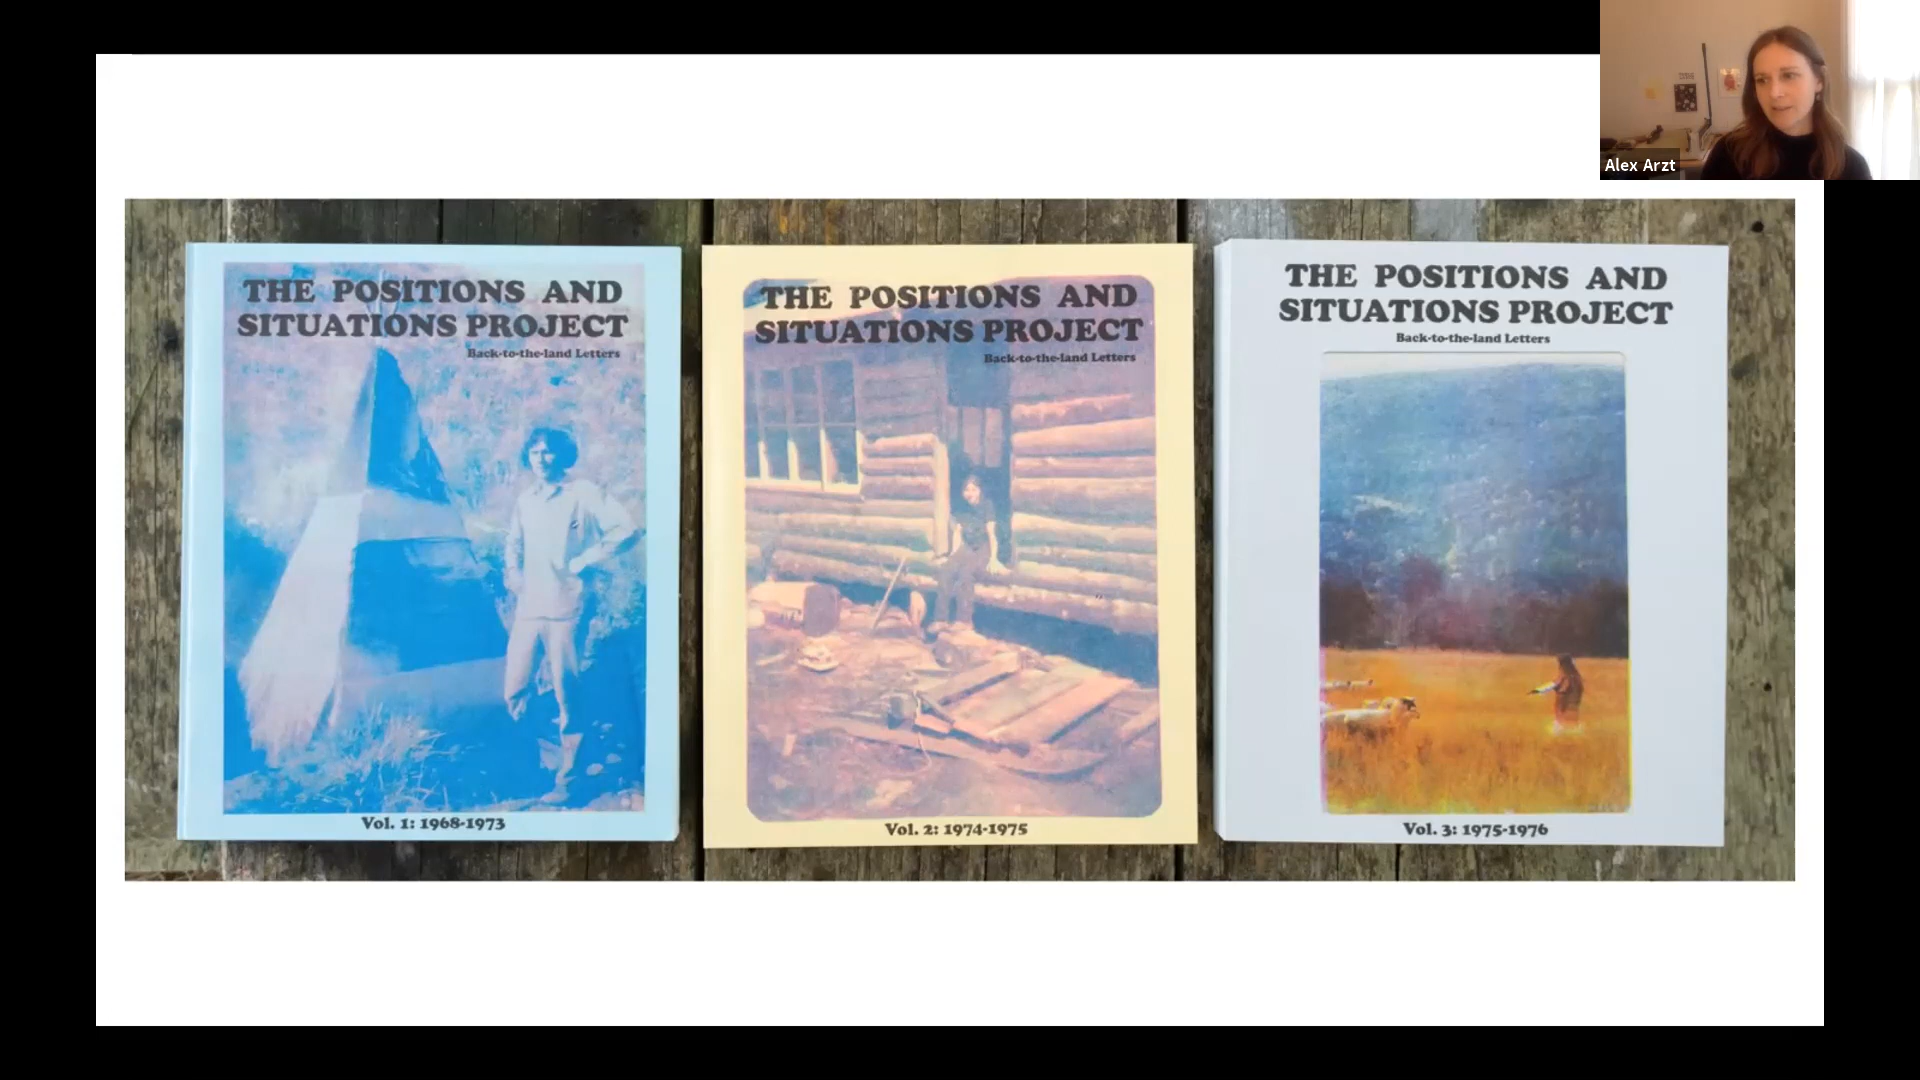 Alex Arzt
THE POSITIONS AND
SITUATIONS PROJECT
Back-to-the-land Letters
Vol. 1: 1968-1973
THE POSITIONS AND
SITUATIONS PROJECT
Back-to-the-land Letters
Vol. 2: 1974-1975
THE POSITIONS AND
SITUATIONS PROJECT
Back-to-the-land Letters
Vol. 3: 1975-1976